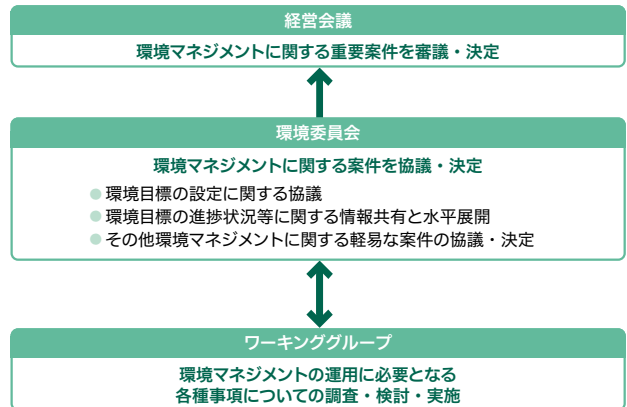 経営会議
環境マネジメントに関する重要案件を審議・決定
環境委員会
環境マネジメントに関する案件を協議・決定
●環境目標の設定に関する協議
●環境目標の進捗状況等に関する情報共有と水平展開
●その他環境マネジメントに関する軽易な案件の協議・決定
ワーキンググループ
環境マネジメントの運用に必要となる
各種事項についての調査・検討・実施